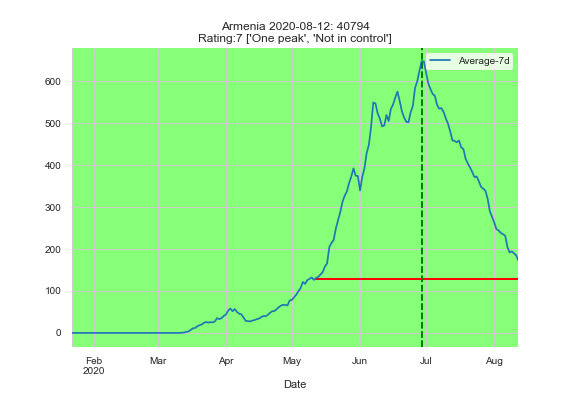 Armenia 2020-08-12: 40794
Rating:7 ['One peak', 'Not in control']
Average-7d
600
500
400
300
200
100
0
Feb
2020
Mar
Apr
May
Jun
Jul
Aug
Date